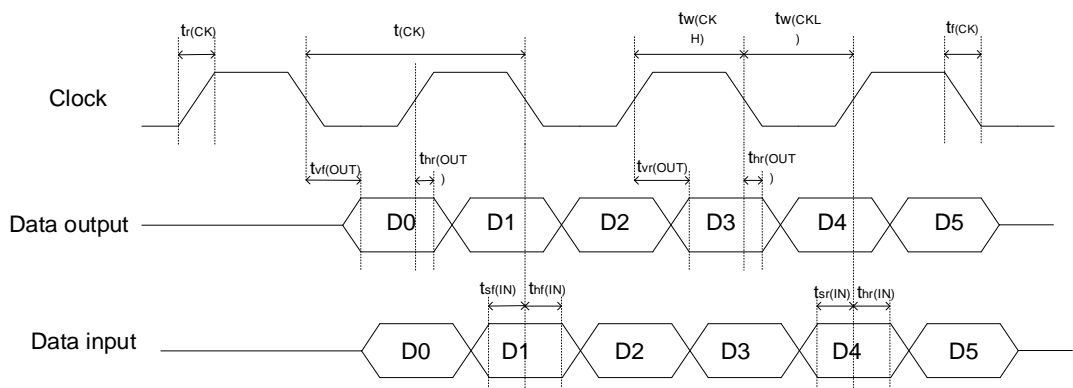 tr(CK)
t(CK)
tw(CK
H)
tw(CKL
)
tf(CK)
Clock
tvf(OUT)
thr(OUT
)
tvr(OUT)
thr(OUT
)
Data output
D0
D1
D2
D3
D4
D5
tsf(IN)
thf(IN)
tsr(IN)
thr(IN)
Data input
D0
D1
D2
D3
D4
D5